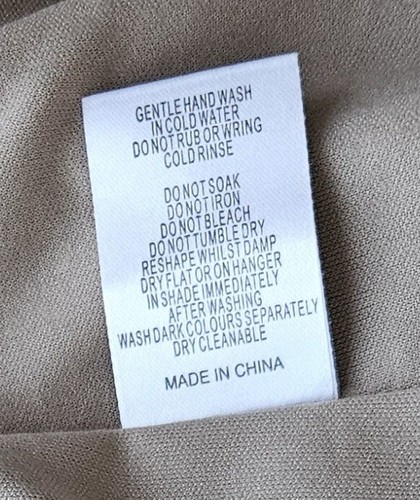 GENTLE HAND WASH
IN COLD WATER
DO NOT RUB OR WRING
COLD RINSE
DO NOT SOAK
DO NOT IRON
DO NOT BLEACH
DO NOT TUMBLE DRY
RESHAPE WHILST DAMP
DRY FLAT OR ON HANGER
IN SHADE IMMEDIATELY
AFTER WASHING
WASH DARK COLOURS SEPARATELY
DRY CLEANABLE
MADE IN CHINA